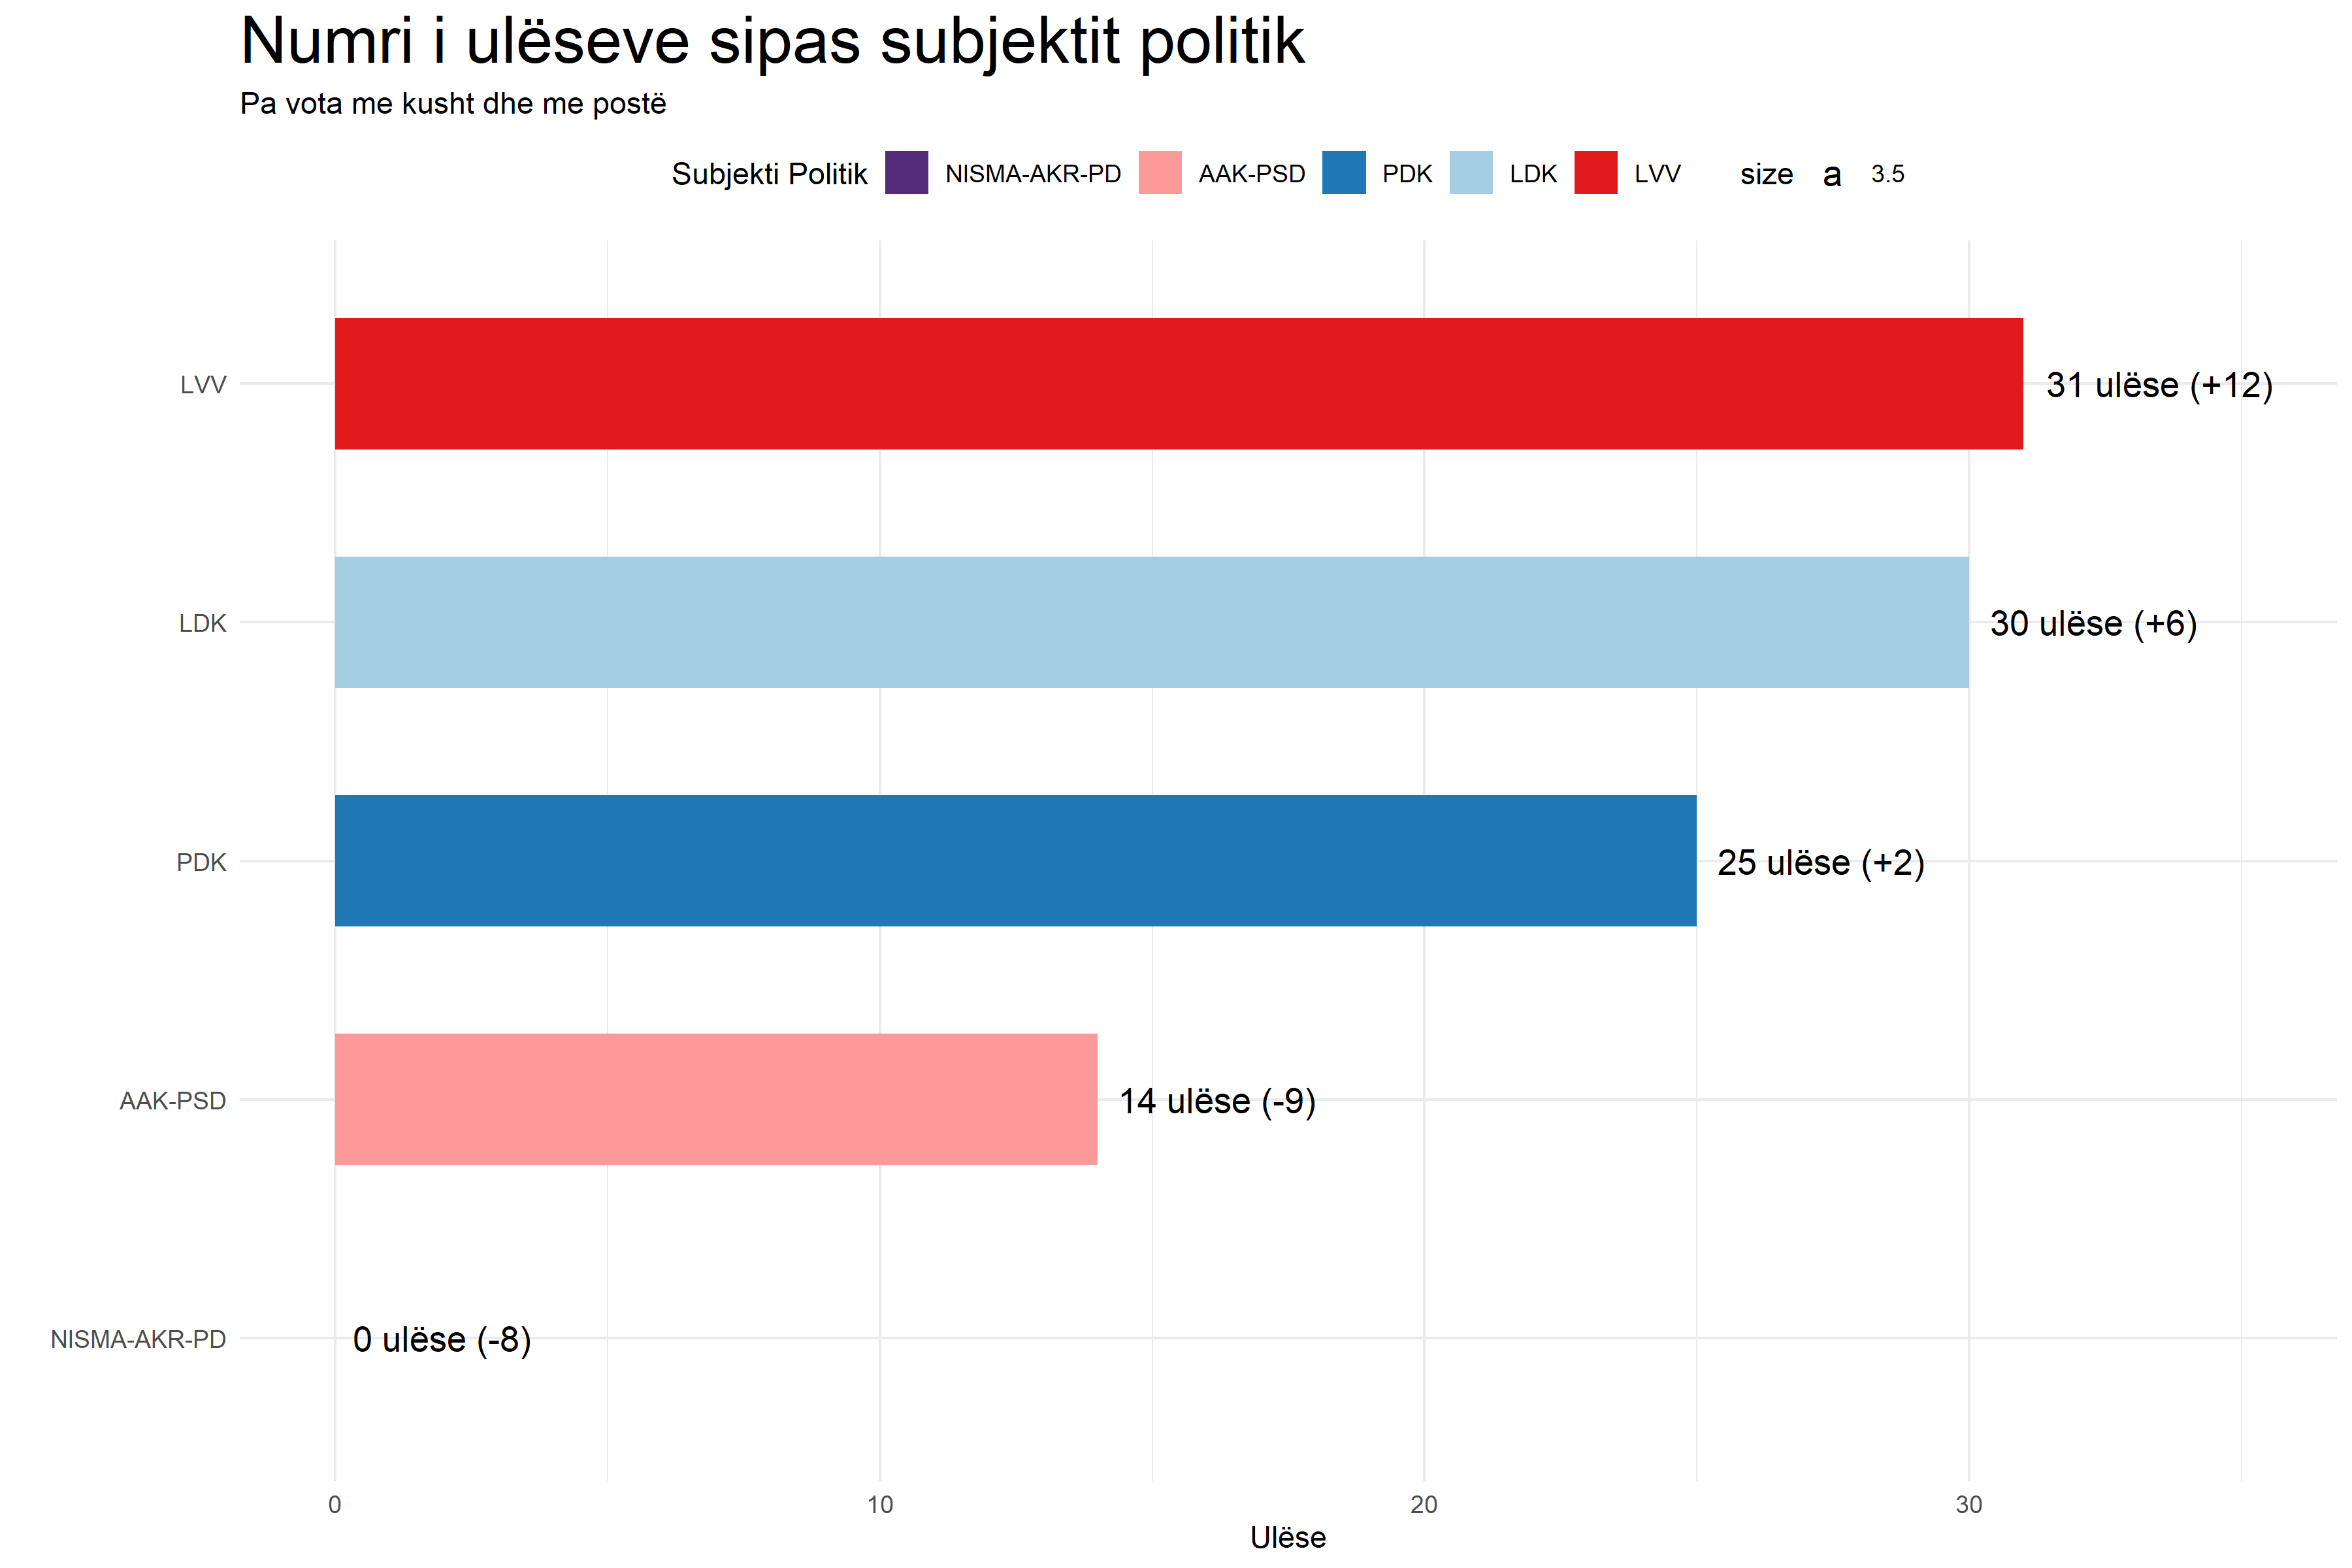 Numri i ulëseve sipas subjektit politik
Pa vota me kusht dhe me postë
Subjekti Politik NISMA-AKR-PD AAK-PSD PDK LDK LVV size a 3.5
LVV 31 ulëse (+12)
LDK 30 ulëse (+6)
PDK 25 ulëse (+2)
AAK-PSD 14 ulëse (-9)
NISMA-AKR-PD 0 ulëse (-8)
0 10 20 30
Ulëse